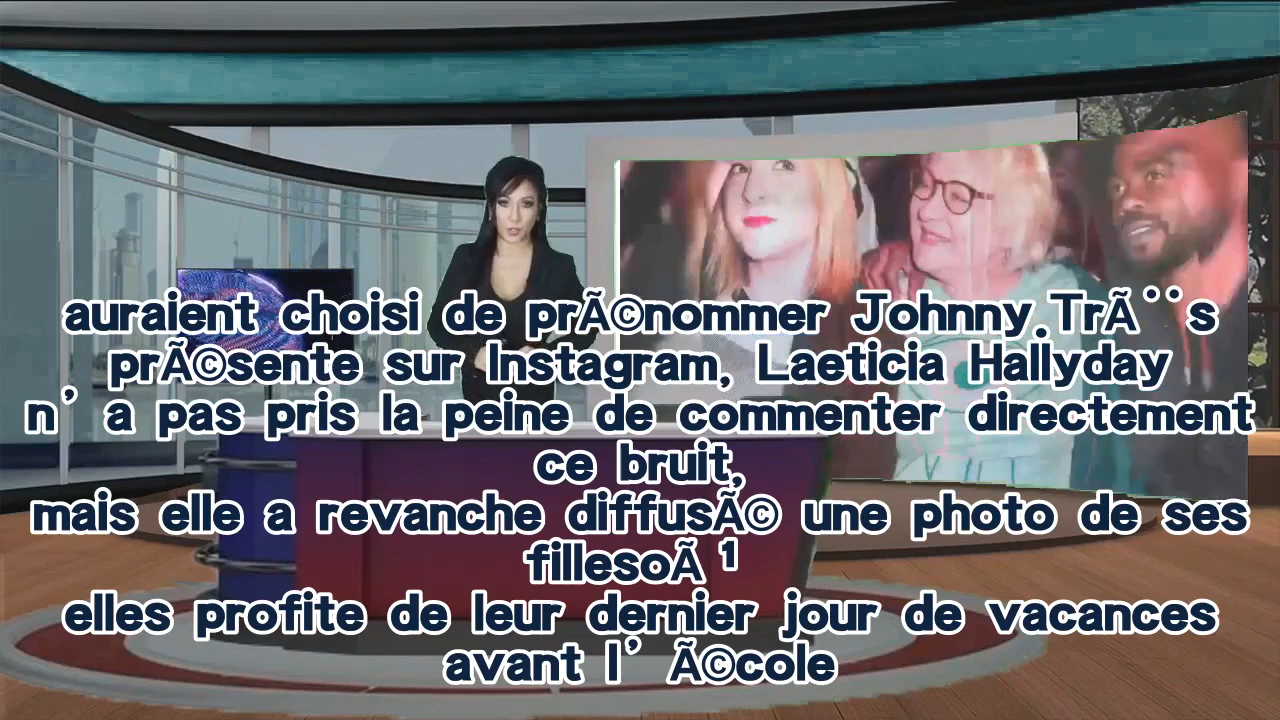 auraient choisi de prÃ©nommer Johnny.TrÃ¨¨s
prÃ©sente sur Instagram, Laeticia Hallyday
n’a pas pris la peine de commenter directement
ce bruit,
mais elle a revanche diffusÃ© une photo de ses
fillesoÃ¹
elles profite de leur dernier jour de vacances
avant l’Ã©cole